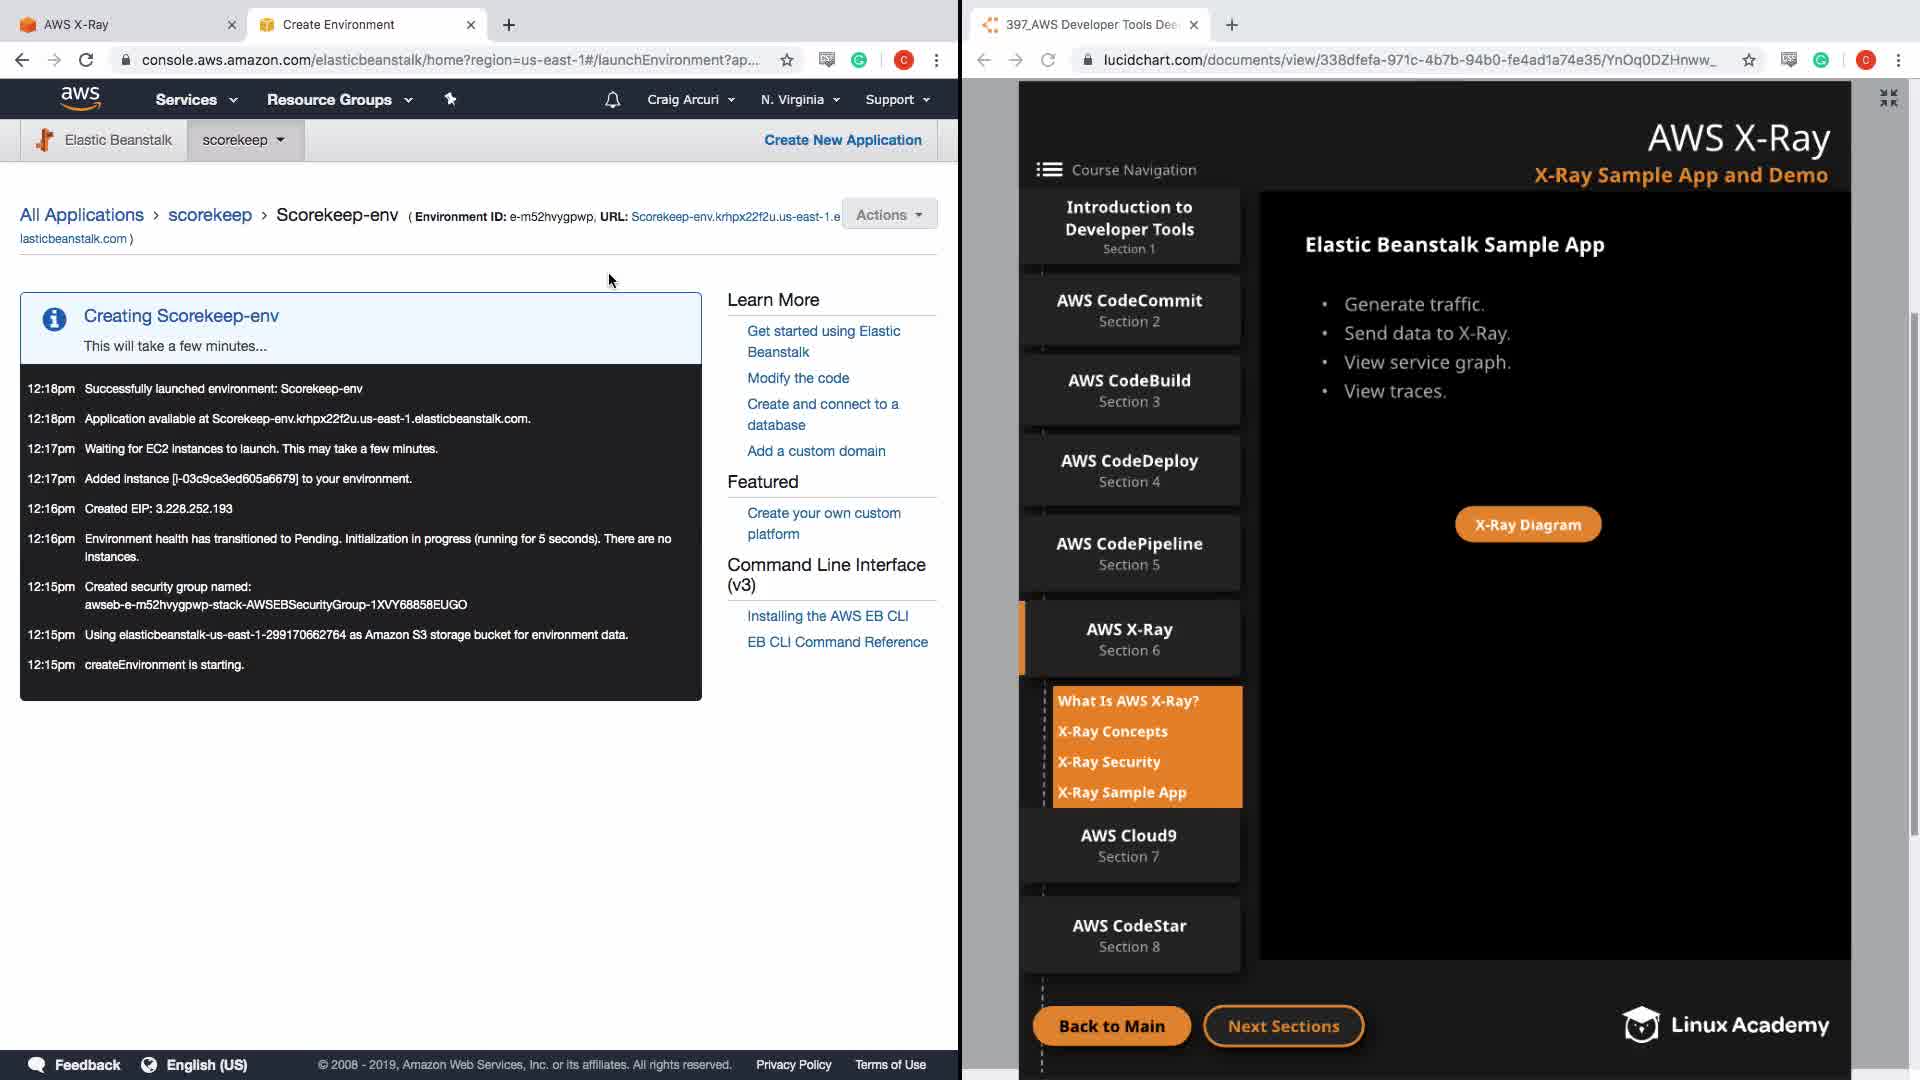 AWS X-Ray
Create Environment
console.aws.amazon.com/elasticbeanstalk/home?region=us-east-1#/launchEnvironment?ap...
C
aws
Services
Resource Groups
Craig Arcuri
N. Virginia
Support
Elastic Beanstalk
scorekeep
Create New Application
All Applications › scorekeep › Scorekeep-env ( Environment ID: e-m52hvygpwp, URL: Scorekeep-env.krhpx22f2u.us-east-1.e
lasticbeanstalk.com )
Actions
Creating Scorekeep-env
This will take a few minutes...
12:18pm Successfully launched environment: Scorekeep-env
12:18pm Application available at Scorekeep-env.krhpx22f2u.us-east-1.elasticbeanstalk.com.
12:17pm Waiting for EC2 instances to launch. This may take a few minutes.
12:17pm Added instance [i-03c9ce3ed605a6679] to your environment.
12:16pm Created EIP: 3.228.252.193
12:16pm Environment health has transitioned to Pending. Initialization in progress (running for 5 seconds). There are no
instances.
12:15pm Created security group named:
awseb-e-m52hvygpwp-stack-AWSEBSecurityGroup-1XVY68858EUGO
12:15pm Using elasticbeanstalk-us-east-1-299170662764 as Amazon S3 storage bucket for environment data.
12:15pm createEnvironment is starting.
Learn More
Get started using Elastic
Beanstalk
Modify the code
Create and connect to a
database
Add a custom domain
Featured
Create your own custom
platform
Command Line Interface
(v3)
Installing the AWS EB CLI
EB CLI Command Reference
Feedback
English (US)
© 2008 - 2019, Amazon Web Services, Inc. or its affiliates. All rights reserved.
Privacy Policy
Terms of Use
397_AWS Developer Tools Dee
lucidchart.com/documents/view/338dfefa-971c-4b7b-94b0-fe4ad1a74e35/YnOq0DZHnww_
C
AWS X-Ray
X-Ray Sample App and Demo
Course Navigation
Introduction to
Developer Tools
Section 1
AWS CodeCommit
Section 2
AWS CodeBuild
Section 3
AWS CodeDeploy
Section 4
AWS CodePipeline
Section 5
AWS X-Ray
Section 6
What Is AWS X-Ray?
X-Ray Concepts
X-Ray Security
X-Ray Sample App
AWS Cloud9
Section 7
AWS CodeStar
Section 8
Elastic Beanstalk Sample App
• Generate traffic.
• Send data to X-Ray.
• View service graph.
• View traces.
X-Ray Diagram
Back to Main
Next Sections
Linux Academy